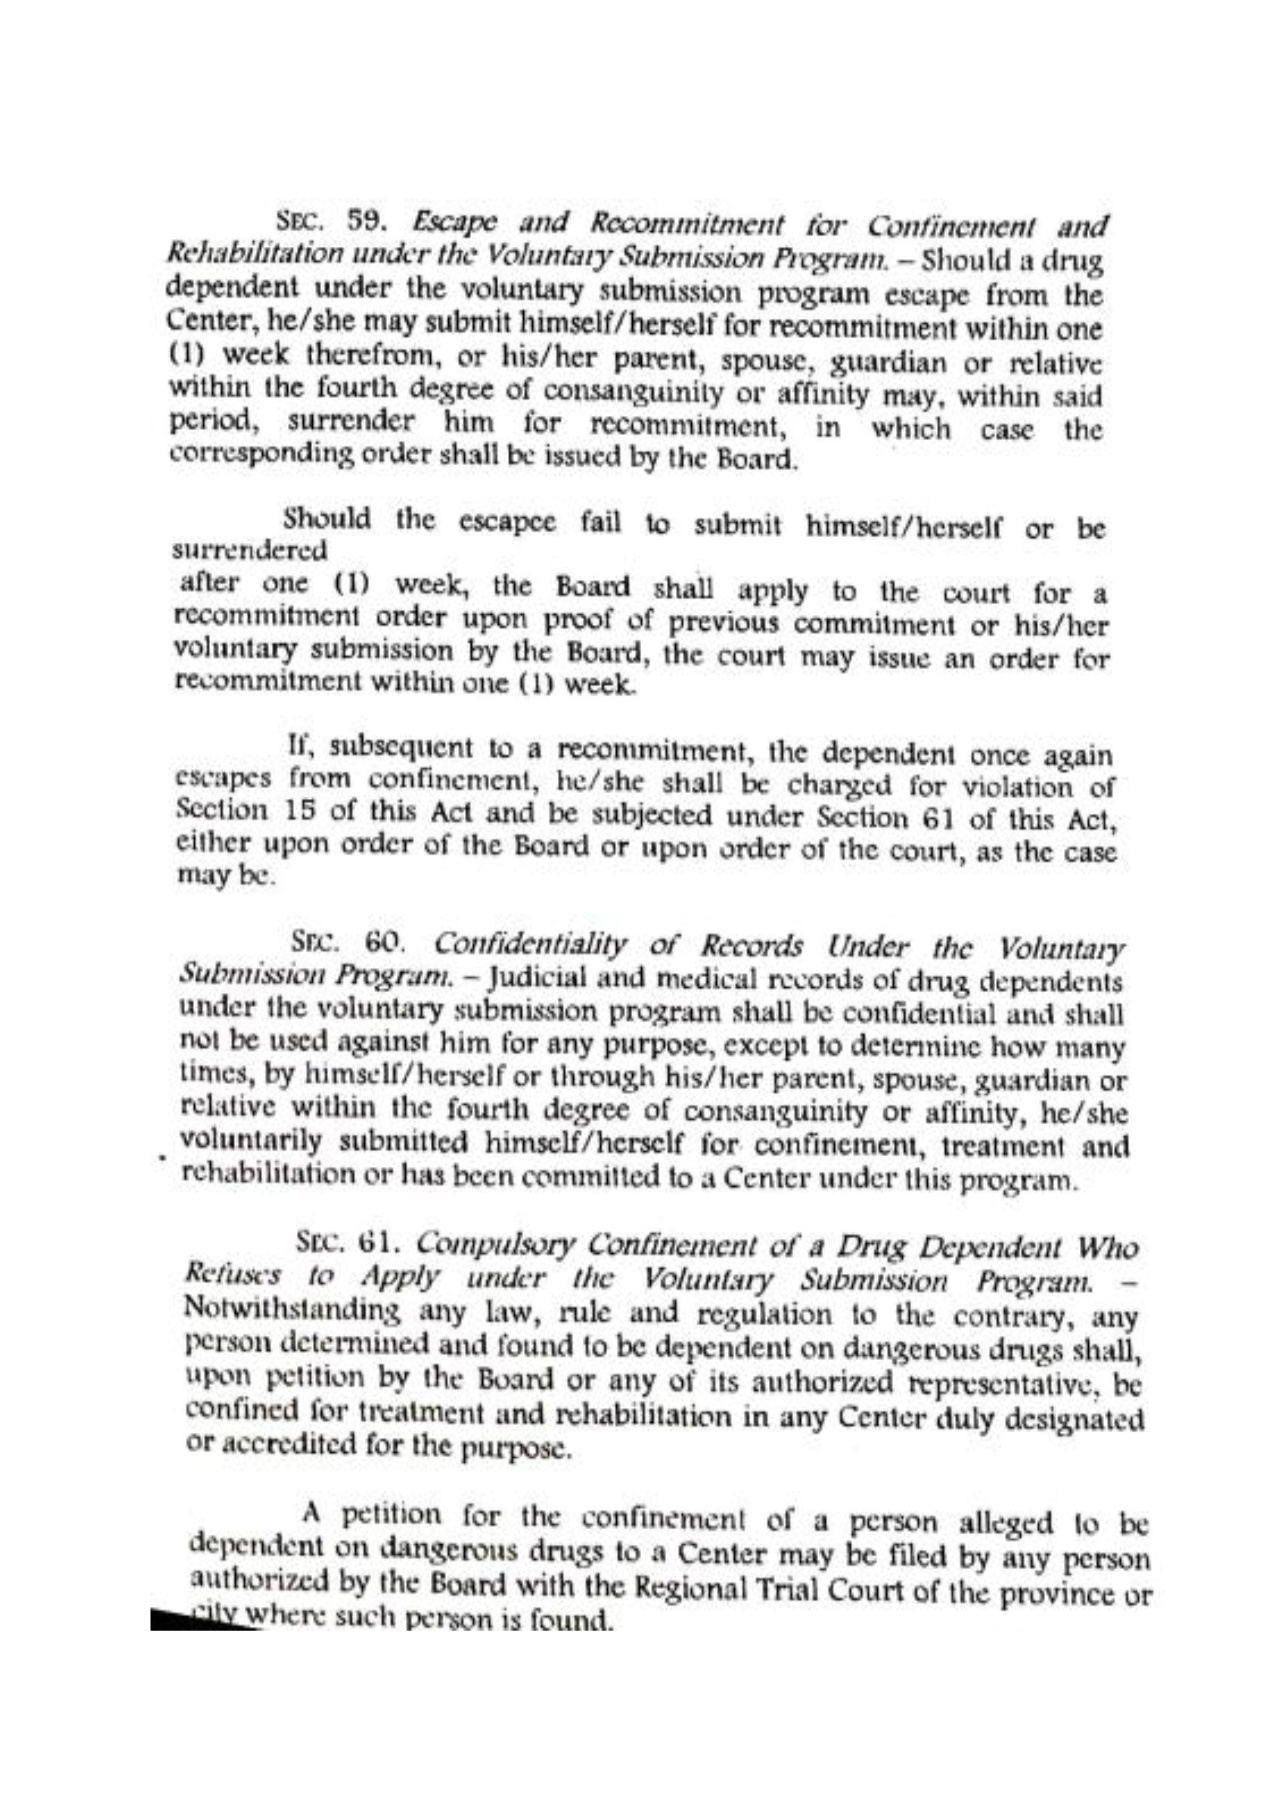 SEC. 59. Escape and Recommitment for Confinement and
Rehabilitation under the Voluntary Submission Program. – Should a drug
dependent under the voluntary submission program escape from the
Center, he/she may submit himself/herself for recommitment within one
(1) week therefrom, or his/her parent, spouse, guardian or relative
within the fourth degree of consanguinity or affinity may, within said
period, surrender him for recommitment, in which case the
corresponding order shall be issued by the Board.
Should the escapee fail to submit himself/herself or be
surrendered
after one (1) week, the Board shall apply to the court for a
recommitment order upon proof of previous commitment or his/her
voluntary submission by the Board, the court may issue an order for
recommitment within one (1) week.
If, subsequent to a recommitment, the dependent once again
escapes from confinement, he/she shall be charged for violation of
Section 15 of this Act and be subjected under Section 61 of this Act,
either upon order of the Board or upon order of the court, as the case
may be.
SEC. 60. Confidentiality of Records Under the Voluntary
Submission Program. – Judicial and medical records of drug dependents
under the voluntary submission program shall be confidential and shall
not be used against him for any purpose, except to determine how many
times, by himself/herself or through his/her parent, spouse, guardian or
relative within the fourth degree of consanguinity or affinity, he/she
voluntarily submitted himself/herself for confinement, treatment and
rehabilitation or has been committed to a Center under this program.
SEC. 61. Compulsory Confinement of a Drug Dependent Who
Refuses to Apply under the Voluntary Submission Program. –
Notwithstanding any law, rule and regulation to the contrary, any
person determined and found to be dependent on dangerous drugs shall,
upon petition by the Board or any of its authorized representative, be
confined for treatment and rehabilitation in any Center duly designated
or accredited for the purpose.
A petition for the confinement of a person alleged to be
dependent on dangerous drugs to a Center may be filed by any person
authorized by the Board with the Regional Trial Court of the province or
city where such person is found.